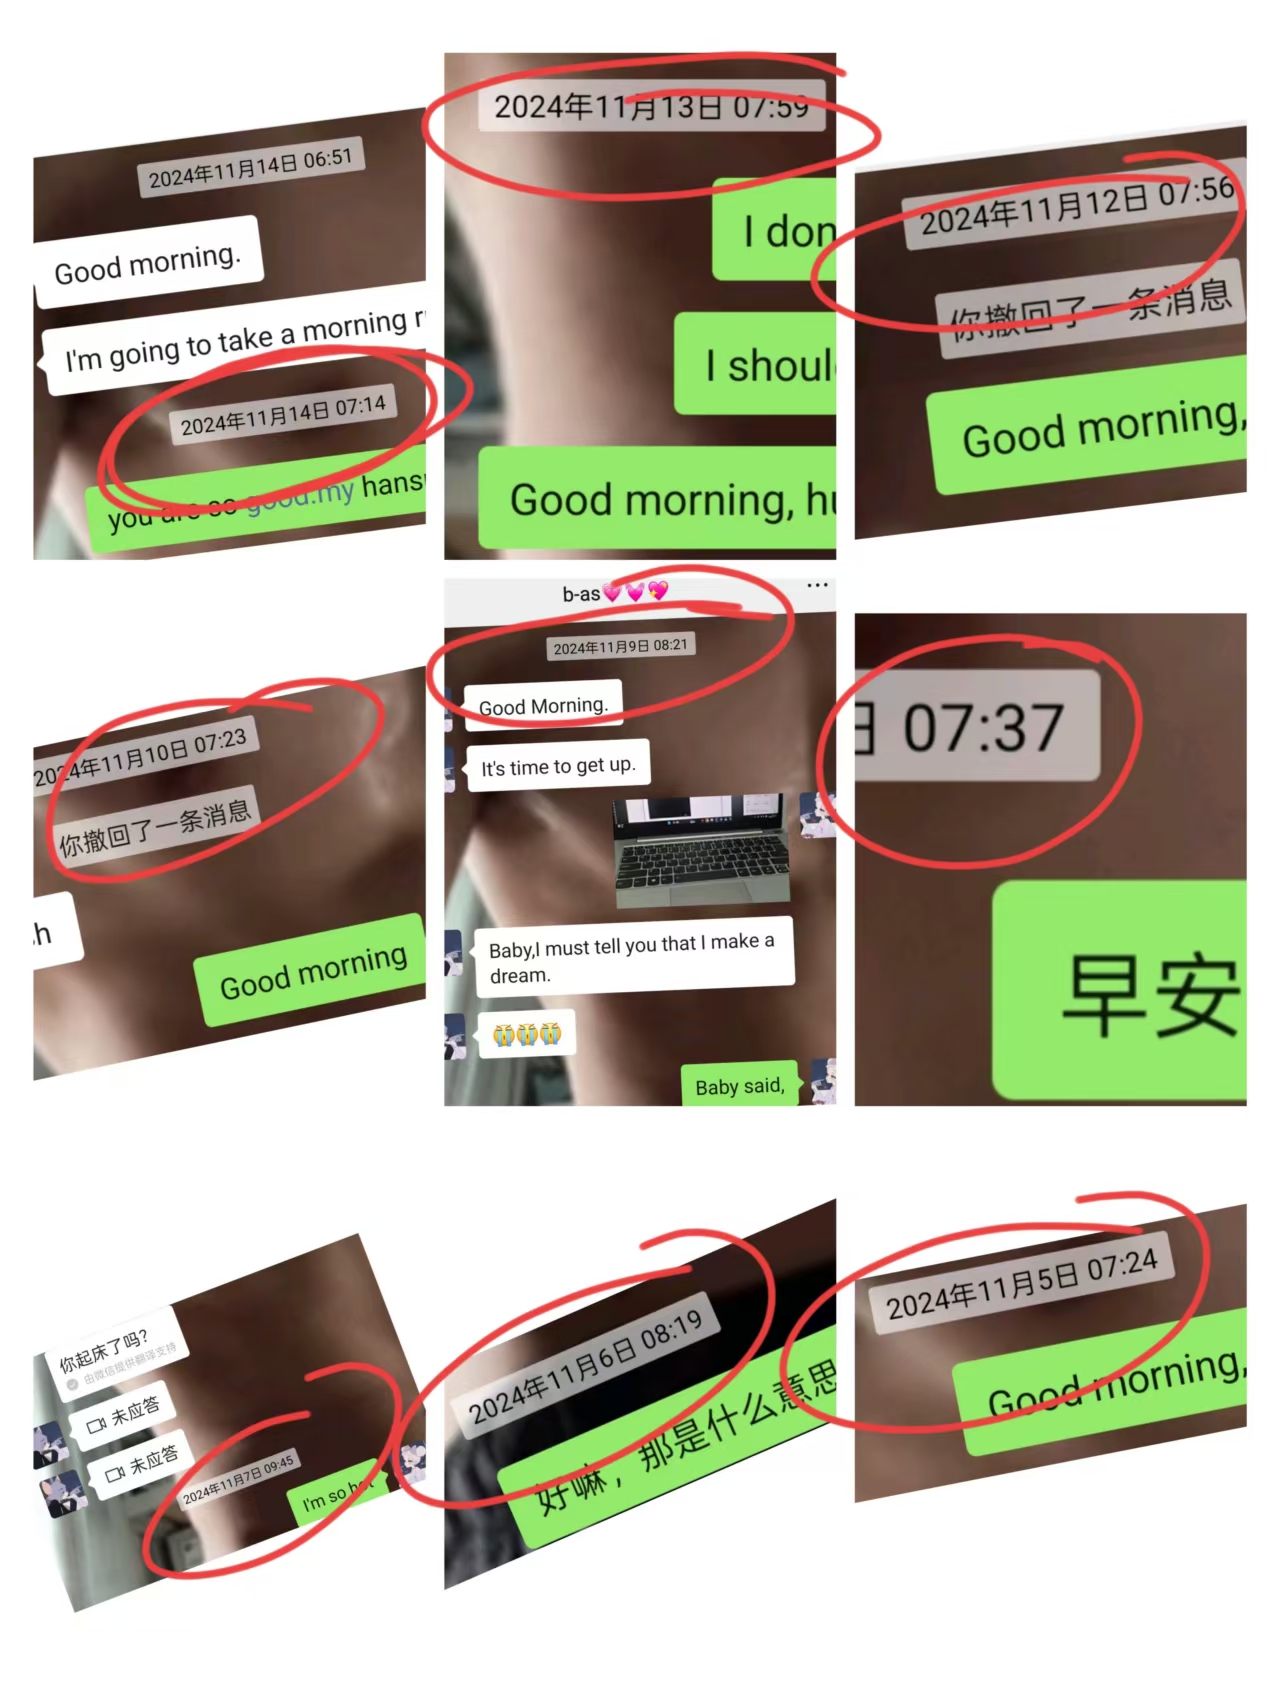 2024年11月14日 06:51
Good morning.
I'm going to take a morning r
2024年11月14日 07:14
you are so good.my hans
2024年11月13日 07:59
I don
I shoul
Good morning, hu
2024年11月12日 07:56
你撤回了一条消息
Good morning,
2024年11月10日 07:23
你撤回了一条消息
h
Good morning
b-as💗💓💖
2024年11月9日 08:21
Good Morning.
It's time to get up.
Baby,I must tell you that I make a
dream.
😭😭😭
Baby said,
日 07:37
早安
你起床了吗?
由微信提供翻译支持
未应答
未应答
2024年11月7日 09:45
I'm so hot
2024年11月6日 08:19
好嘛，那是什么意思
2024年11月5日 07:24
Good morning,